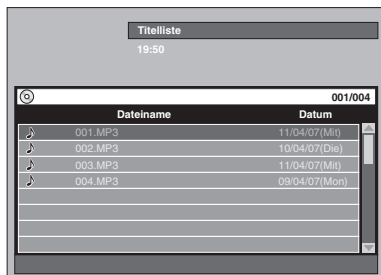 Titelliste
19:50
001/004
Dateiname Datum
001.MP3 11/04/07(Mit)
002.MP3 10/04/07(Die)
003.MP3 11/04/07(Mit)
004.MP3 09/04/07(Mon)